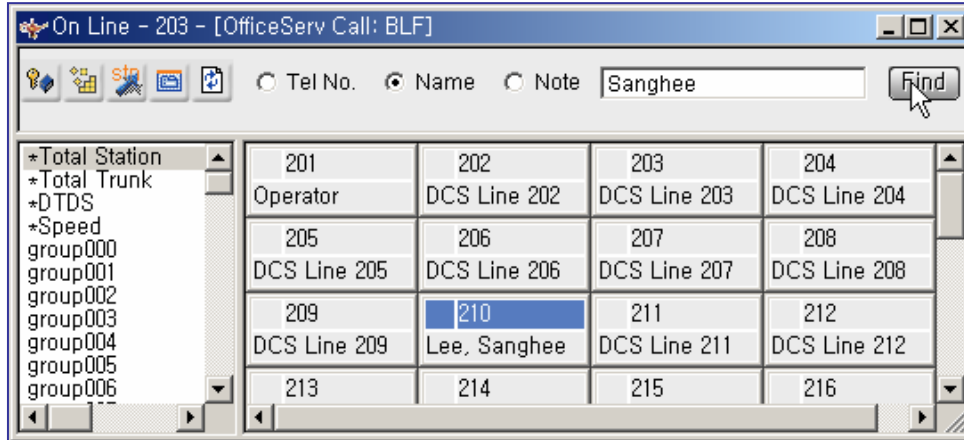 On Line - 203 - [OfficeServ Call: BLF]
Tel No. Name Note Sanghee Find
*Total Station
*Total Trunk
*DTDS
*Speed
group000
group001
group002
group003
group004
group005
group006
201 202 203 204
Operator DCS Line 202 DCS Line 203 DCS Line 204
205 206 207 208
DCS Line 205 DCS Line 206 DCS Line 207 DCS Line 208
209 210 211 212
DCS Line 209 Lee, Sanghee DCS Line 211 DCS Line 212
213 214 215 216